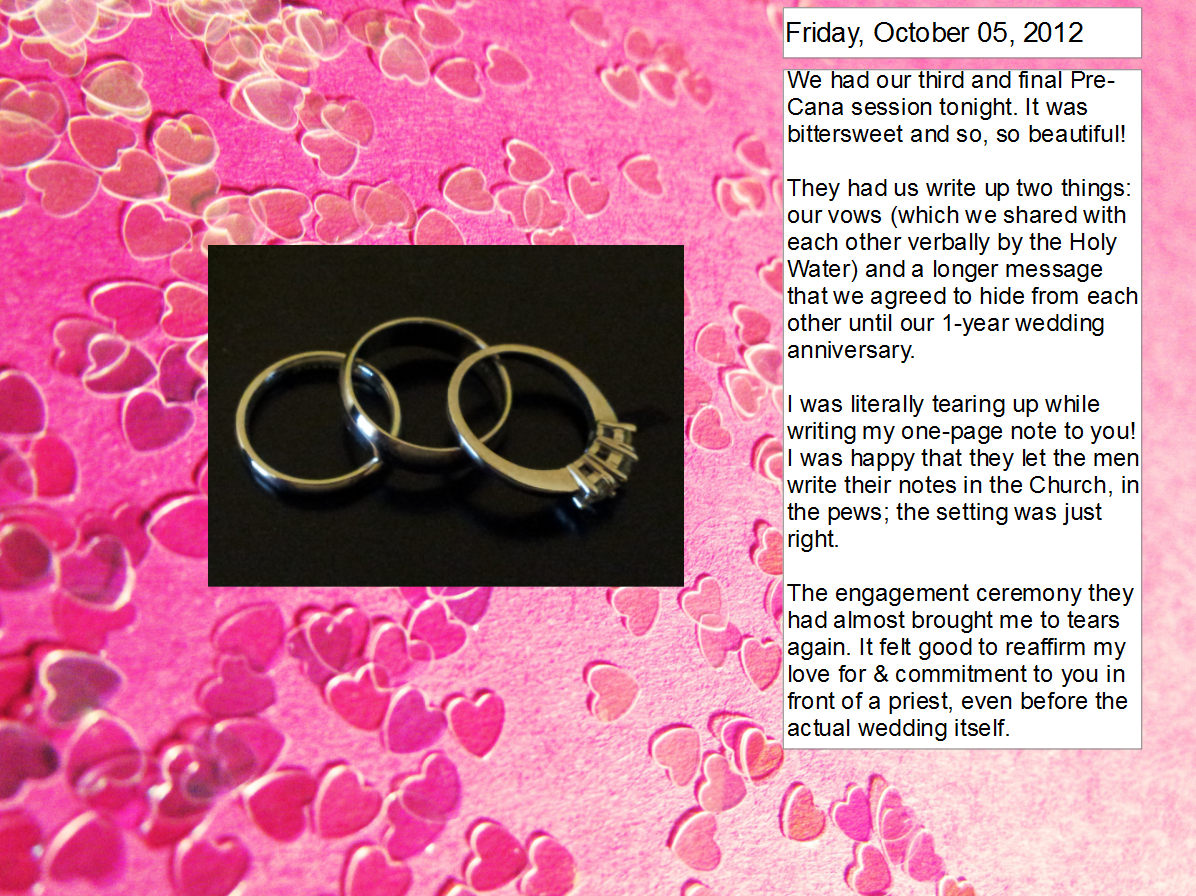 Friday, October 05, 2012
We had our third and final Pre-
Cana session tonight. It was
bittersweet and so, so beautiful!
They had us write up two things:
our vows (which we shared with
each other verbally by the Holy
Water) and a longer message
that we agreed to hide from each
other until our 1-year wedding
anniversary.
I was literally tearing up while
writing my one-page note to you!
I was happy that they let the men
write their notes in the Church, in
the pews; the setting was just
right.
The engagement ceremony they
had almost brought me to tears
again. It felt good to reaffirm my
love for & commitment to you in
front of a priest, even before the
actual wedding itself.